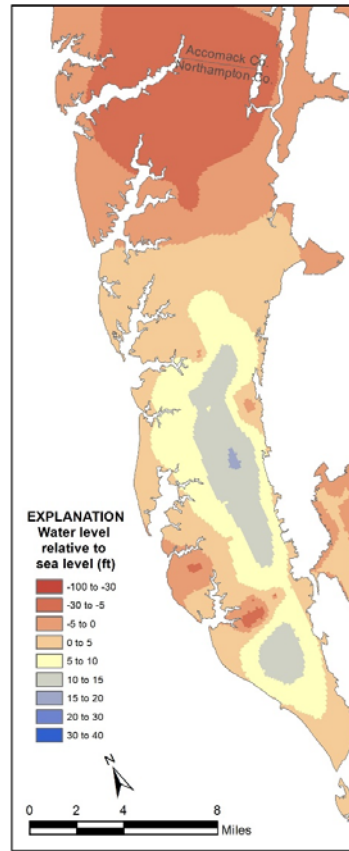 Accomack Co.
Northampton Co.
EXPLANATION
Water level
relative to
sea level (ft)
-100 to -30
-30 to -5
-5 to 0
0 to 5
5 to 10
10 to 15
15 to 20
20 to 30
30 to 40
N
0 2 4 8
Miles